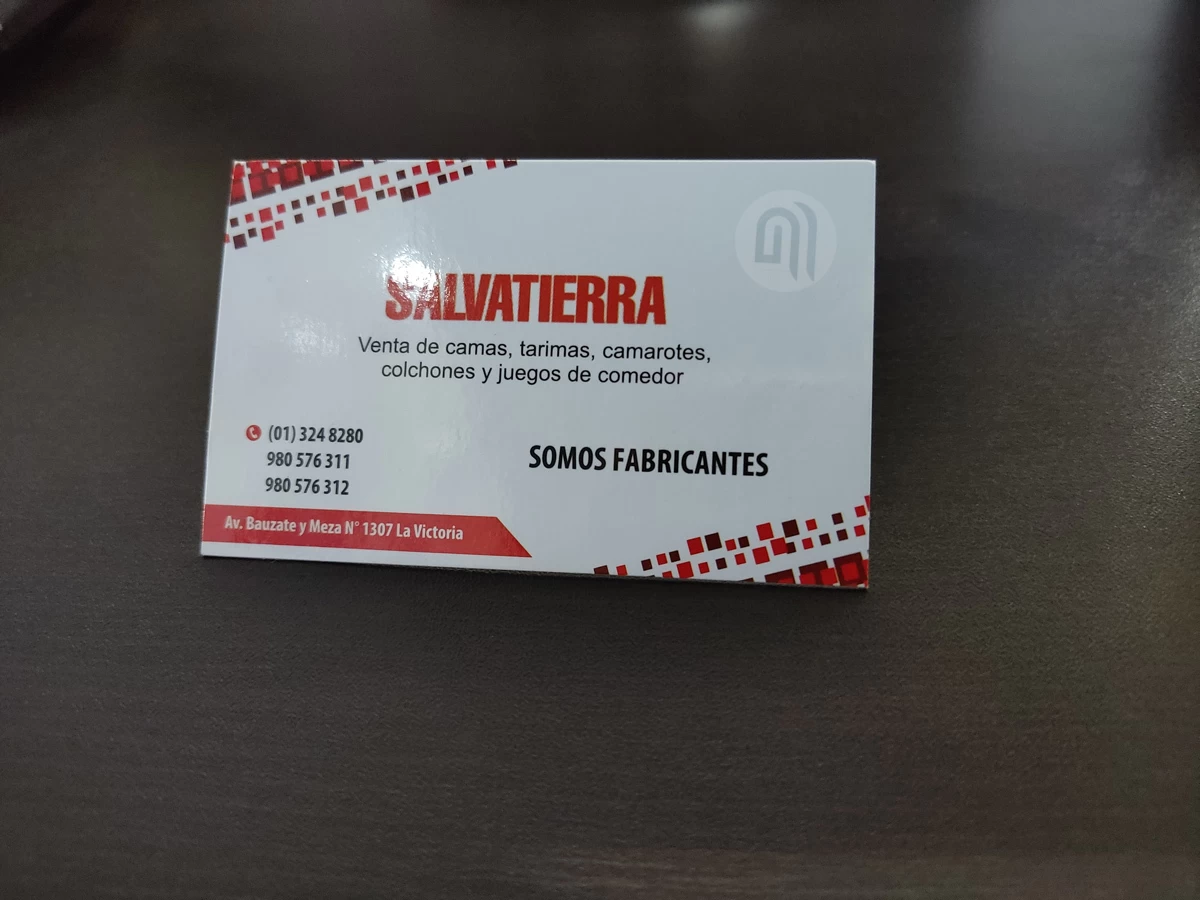 SALVATIERRA
Venta de camas, tarimas, camarotes,
colchones y juegos de comedor
(01) 324 8280
980 576 311
980 576 312
SOMOS FABRICANTES
Av. Bauzate y Meza N° 1307 La Victoria